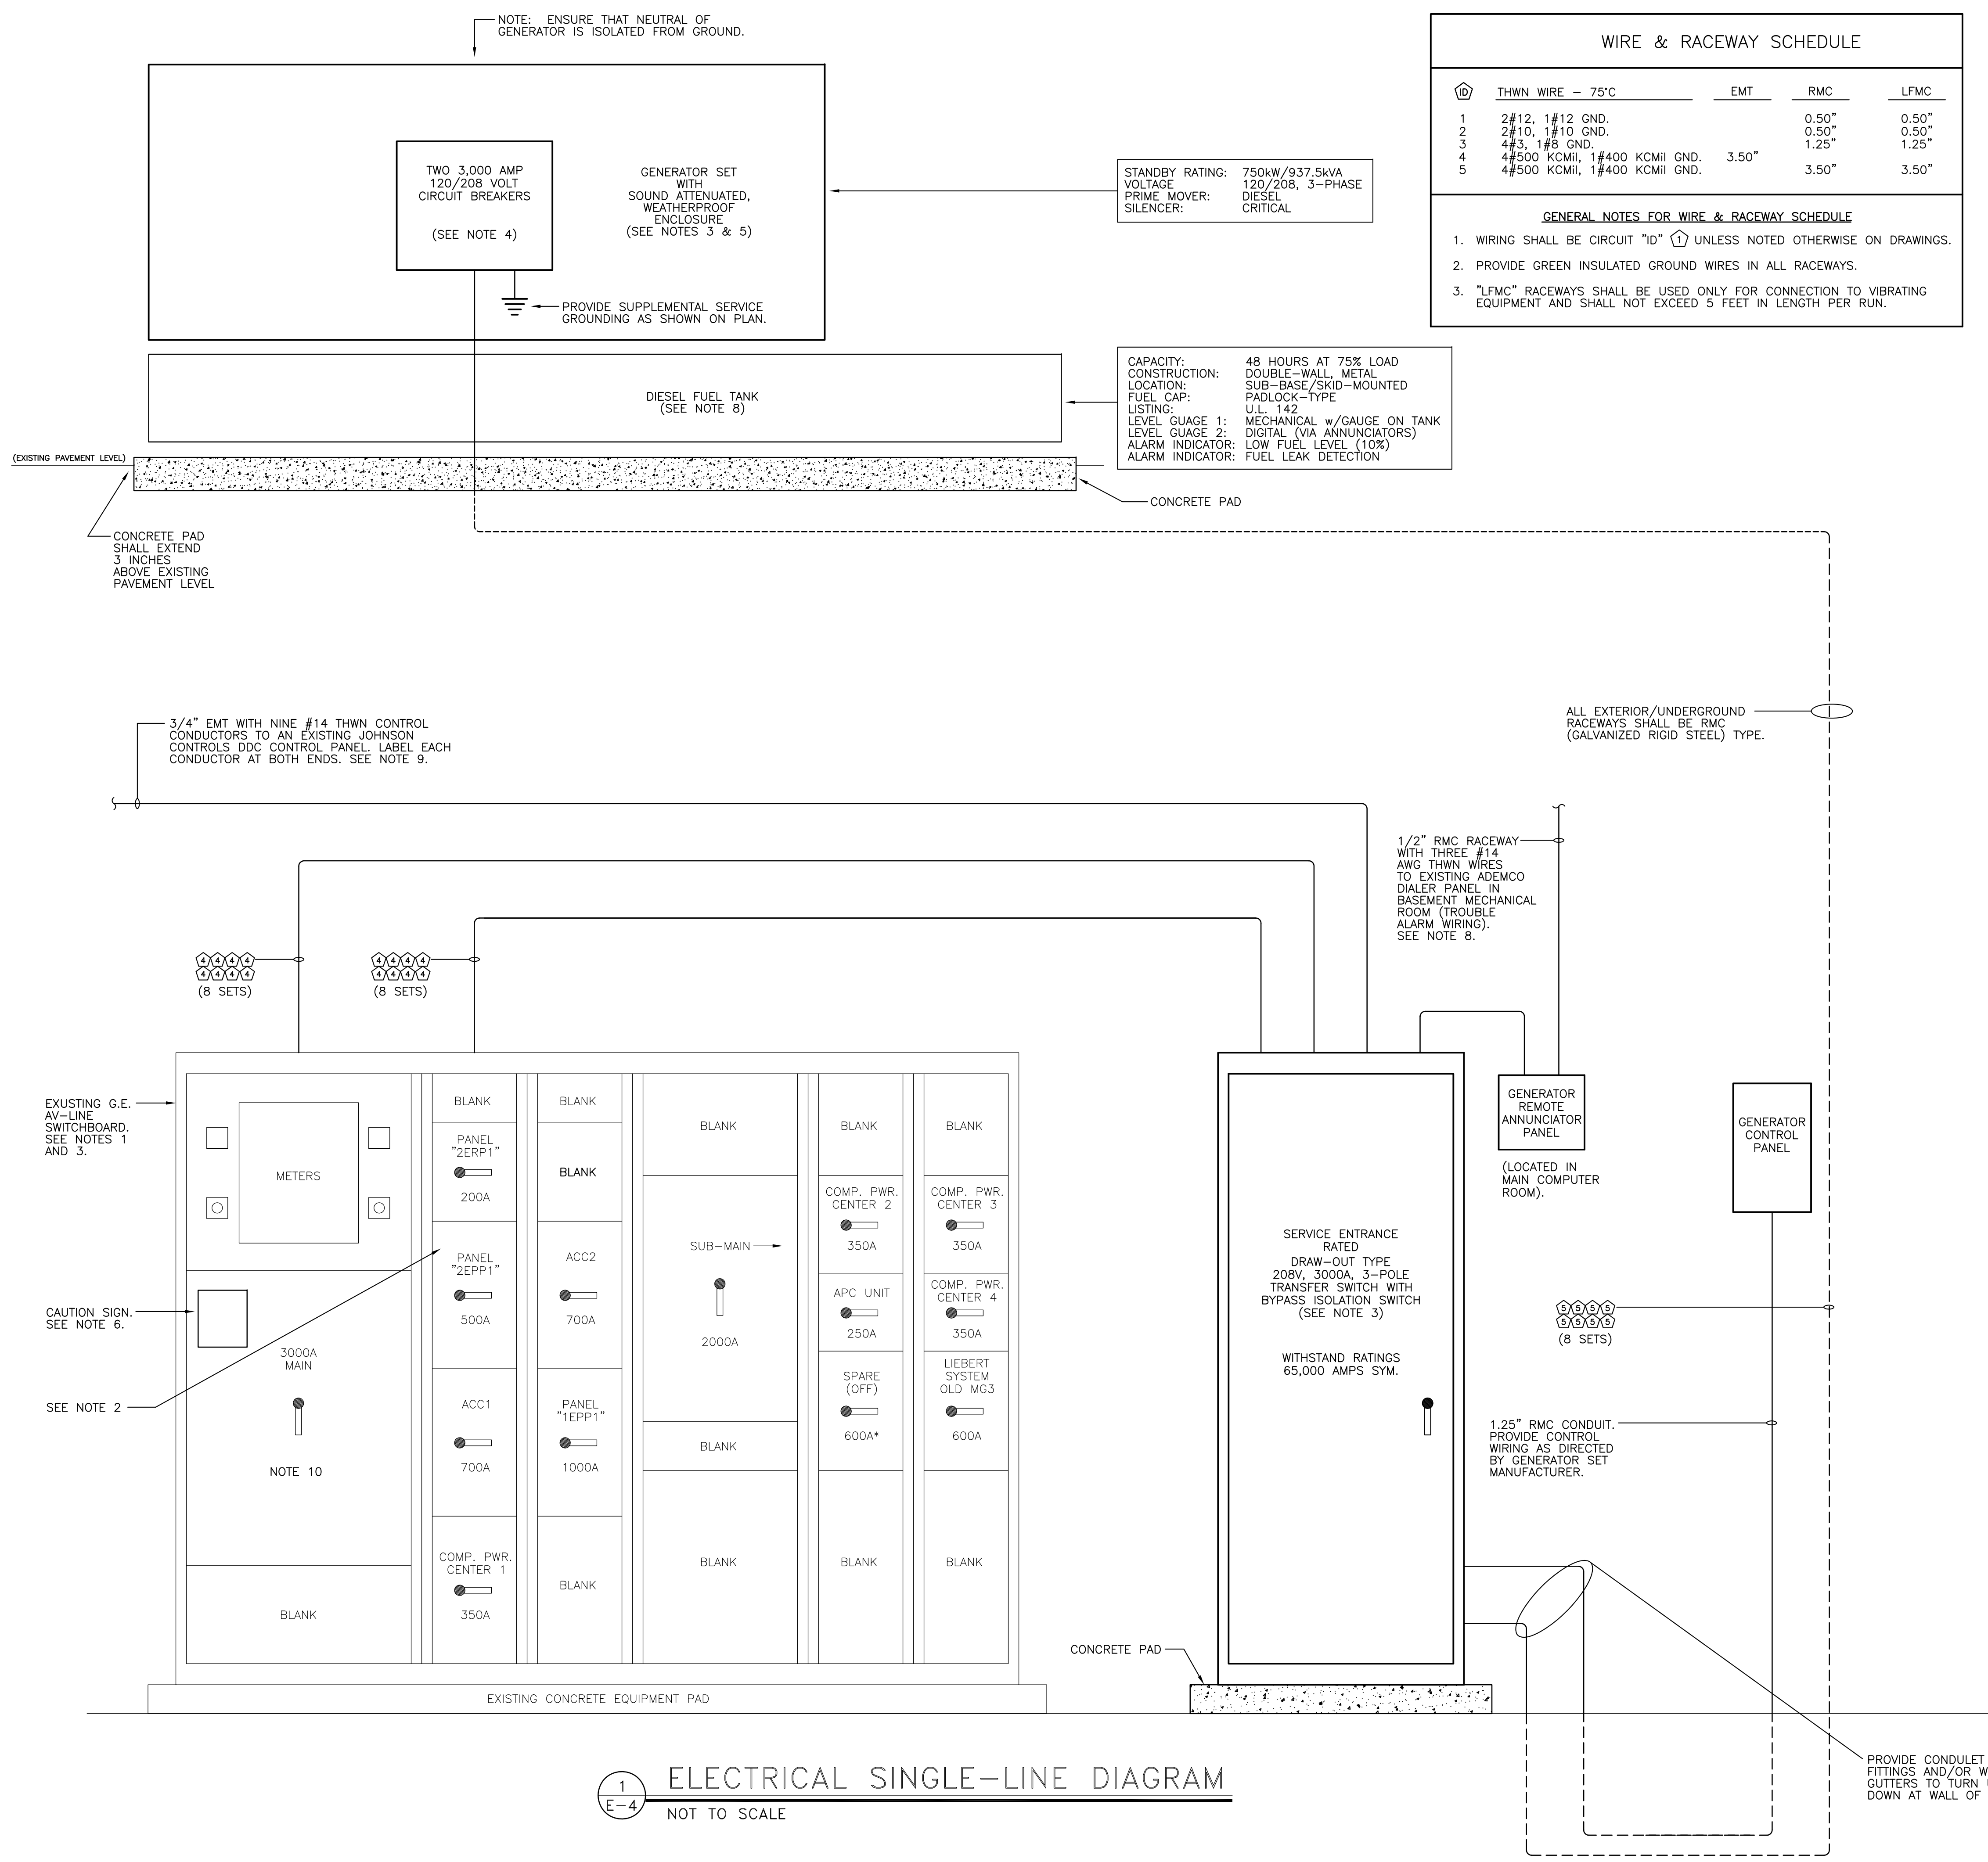 NOTE: ENSURE THAT NEUTRAL OF
GENERATOR IS ISOLATED FROM GROUND.
TWO 3,000 AMP
120/208 VOLT
CIRCUIT BREAKERS
(SEE NOTE 4)
GENERATOR SET
WITH
SOUND ATTENUATED,
WEATHERPROOF
ENCLOSURE
(SEE NOTES 3 & 5)
PROVIDE SUPPLEMENTAL SERVICE
GROUNDING AS SHOWN ON PLAN.
STANDBY RATING: 750kW/937.5kVA
VOLTAGE 120/208, 3-PHASE
PRIME MOVER: DIESEL
SILENCER: CRITICAL
WIRE & RACEWAY SCHEDULE
ID THWN WIRE - 75°C EMT RMC LFMC
1 2#12, 1#12 GND. 0.50" 0.50"
2 2#10, 1#10 GND. 0.50" 0.50"
3 4#3, 1#8 GND. 1.25" 1.25"
4 4#500 KCMil, 1#400 KCMil GND. 3.50"
5 4#500 KCMil, 1#400 KCMil GND. 3.50" 3.50"
GENERAL NOTES FOR WIRE & RACEWAY SCHEDULE
1. WIRING SHALL BE CIRCUIT "ID" 1 UNLESS NOTED OTHERWISE ON DRAWINGS.
2. PROVIDE GREEN INSULATED GROUND WIRES IN ALL RACEWAYS.
3. "LFMC" RACEWAYS SHALL BE USED ONLY FOR CONNECTION TO VIBRATING
EQUIPMENT AND SHALL NOT EXCEED 5 FEET IN LENGTH PER RUN.
DIESEL FUEL TANK
(SEE NOTE 8)
CAPACITY: 48 HOURS AT 75% LOAD
CONSTRUCTION: DOUBLE-WALL, METAL
LOCATION: SUB-BASE/SKID-MOUNTED
FUEL CAP: PADLOCK-TYPE
LISTING: U.L. 142
LEVEL GUAGE 1: MECHANICAL w/GAUGE ON TANK
LEVEL GUAGE 2: DIGITAL (VIA ANNUNCIATORS)
ALARM INDICATOR: LOW FUEL LEVEL (10%)
ALARM INDICATOR: FUEL LEAK DETECTION
(EXISTING PAVEMENT LEVEL)
CONCRETE PAD
CONCRETE PAD
SHALL EXTEND
3 INCHES
ABOVE EXISTING
PAVEMENT LEVEL
3/4" EMT WITH NINE #14 THWN CONTROL
CONDUCTORS TO AN EXISTING JOHNSON
CONTROLS DDC CONTROL PANEL. LABEL EACH
CONDUCTOR AT BOTH ENDS. SEE NOTE 9.
ALL EXTERIOR/UNDERGROUND
RACEWAYS SHALL BE RMC
(GALVANIZED RIGID STEEL) TYPE.
1/2" RMC RACEWAY
WITH THREE #14
AWG THWN WIRES
TO EXISTING ADEMCO
DIALER PANEL IN
BASEMENT MECHANICAL
ROOM (TROUBLE
ALARM WIRING).
SEE NOTE 8.
4 4 4 4
4 4 4 4
(8 SETS)
4 4 4 4
4 4 4 4
(8 SETS)
EXUSTING G.E.
AV-LINE
SWITCHBOARD.
SEE NOTES 1
AND 3.
CAUTION SIGN.
SEE NOTE 6.
SEE NOTE 2
METERS
3000A
MAIN
NOTE 10
BLANK
BLANK
PANEL
"2ERP1"
200A
PANEL
"2EPP1"
500A
ACC1
700A
COMP. PWR.
CENTER 1
350A
BLANK
BLANK
ACC2
700A
PANEL
"1EPP1"
1000A
BLANK
BLANK
SUB-MAIN
2000A
BLANK
BLANK
BLANK
COMP. PWR.
CENTER 2
350A
APC UNIT
250A
SPARE
(OFF)
600A*
BLANK
BLANK
COMP. PWR.
CENTER 3
350A
COMP. PWR.
CENTER 4
350A
LIEBERT
SYSTEM
OLD MG3
600A
BLANK
EXISTING CONCRETE EQUIPMENT PAD
SERVICE ENTRANCE
RATED
DRAW-OUT TYPE
208V, 3000A, 3-POLE
TRANSFER SWITCH WITH
BYPASS ISOLATION SWITCH
(SEE NOTE 3)
WITHSTAND RATINGS
65,000 AMPS SYM.
CONCRETE PAD
GENERATOR
REMOTE
ANNUNCIATOR
PANEL
(LOCATED IN
MAIN COMPUTER
ROOM).
GENERATOR
CONTROL
PANEL
5 5 5 5
5 5 5 5
(8 SETS)
1.25" RMC CONDUIT.
PROVIDE CONTROL
WIRING AS DIRECTED
BY GENERATOR SET
MANUFACTURER.
PROVIDE CONDULET
FITTINGS AND/OR
GUTTERS TO TURN
DOWN AT WALL OF
1
E-4
ELECTRICAL SINGLE-LINE DIAGRAM
NOT TO SCALE